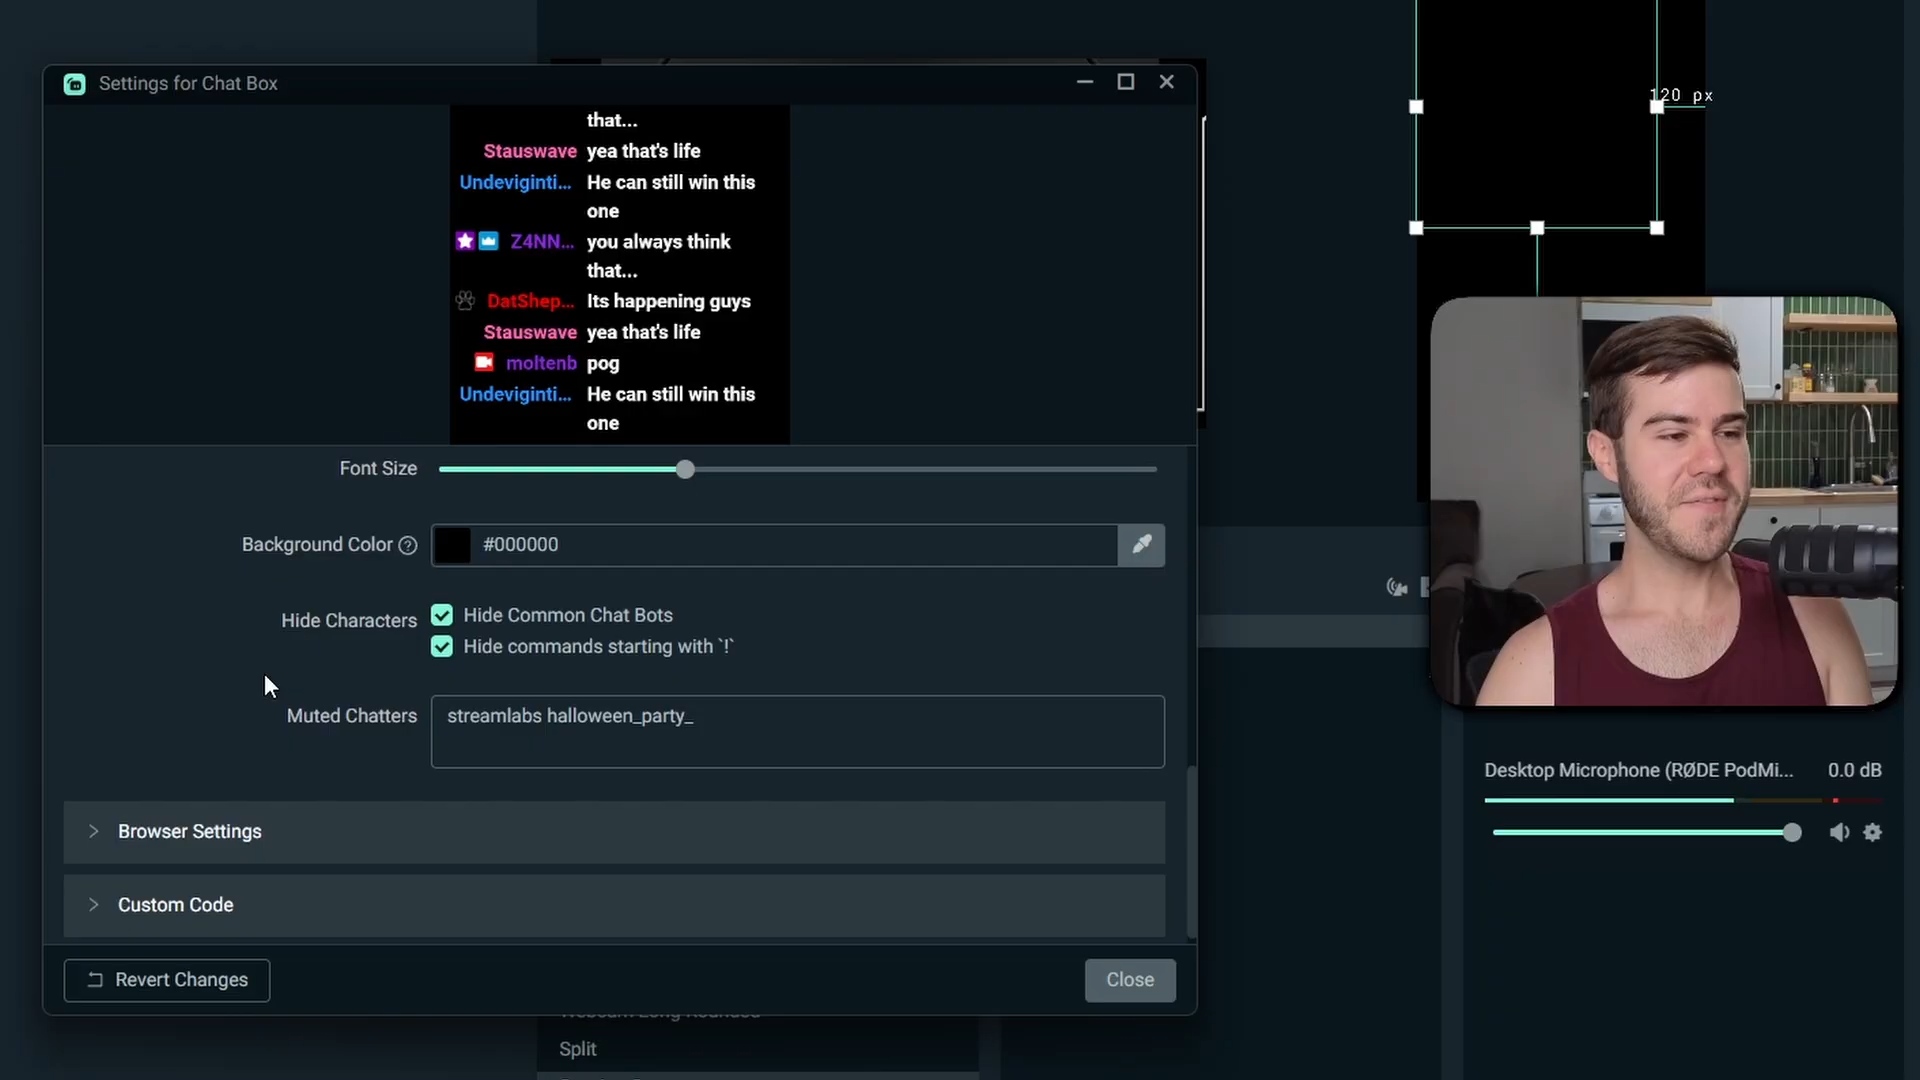 Settings for Chat Box
120 px
that...
Stauswave yea that's life
Undeviginti... He can still win this
one
Z4NN... you always think
that...
DatShep... Its happening guys
Stauswave yea that's life
moltenb pog
Undeviginti... He can still win this
one
Font Size
Background Color ? #000000
Hide Characters
Hide Common Chat Bots
Hide commands starting with `!`
Muted Chatters
streamlabs halloween_party_
Browser Settings
Custom Code
Revert Changes
Close
Split
Desktop Microphone (RØDE PodMi... 0.0 dB